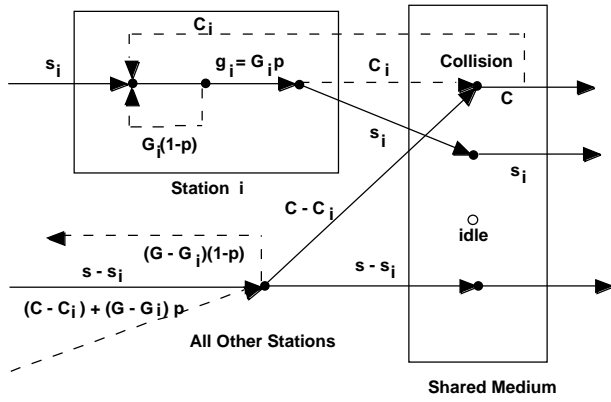 C i
Collision
s i
g i = G i p
C i
C
G i (1-p)
s i
s i
Station i
C - C i
idle
(G - G i )(1-p)
s - s i
s - s i
(C - C i ) + (G - G i ) p
All Other Stations
Shared Medium